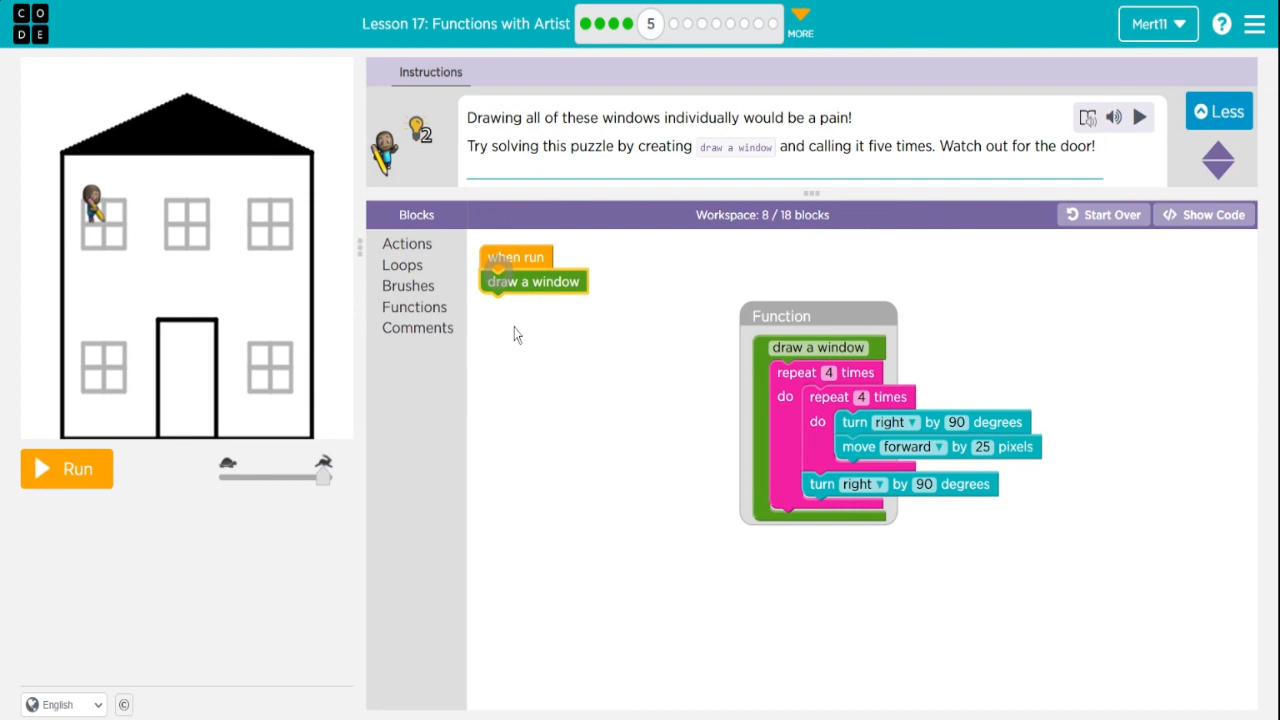 C O
D E
Lesson 17: Functions with Artist
5
MORE
Mert11
?
Instructions
2
Drawing all of these windows individually would be a pain!
Try solving this puzzle by creating draw a window and calling it five times. Watch out for the door!
Less
Blocks
Workspace: 8 / 18 blocks
Start Over
</> Show Code
Actions
Loops
Brushes
Functions
Comments
when run
draw a window
Function
draw a window
repeat 4 times
do repeat 4 times
do turn right by 90 degrees
move forward by 25 pixels
turn right by 90 degrees
Run
English
©